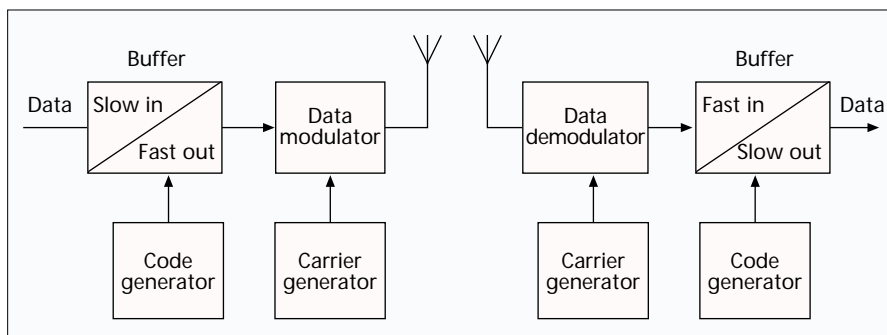 Buffer
Data
Slow in
Fast out
Data
modulator
Code
generator
Carrier
generator
Data
demodulator
Buffer
Fast in
Slow out
Data
Carrier
generator
Code
generator